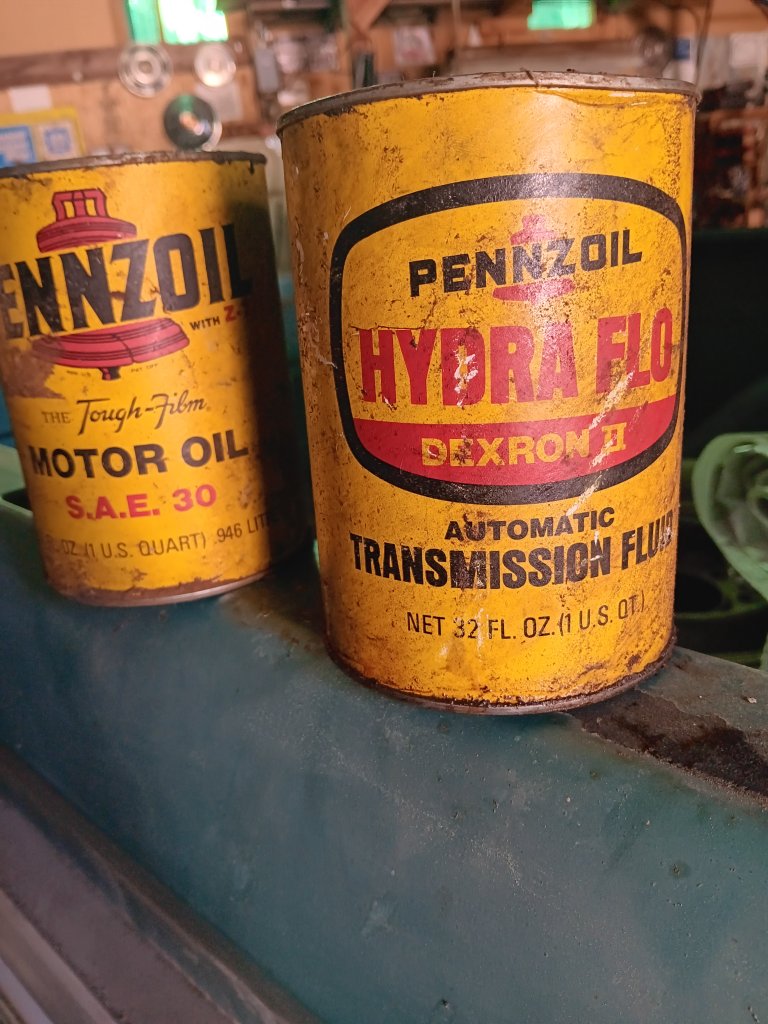 ENNZOIL
WITH Z-
THE Tough-Film
MOTOR OIL
S.A.E. 30
OZ. (1 U.S. QUART) .946 LIT
PENNZOIL
HYDRA FLO
DEXRON II
AUTOMATIC
TRANSMISSION FLUID
NET 32 FL. OZ. (1 U.S. QT.)